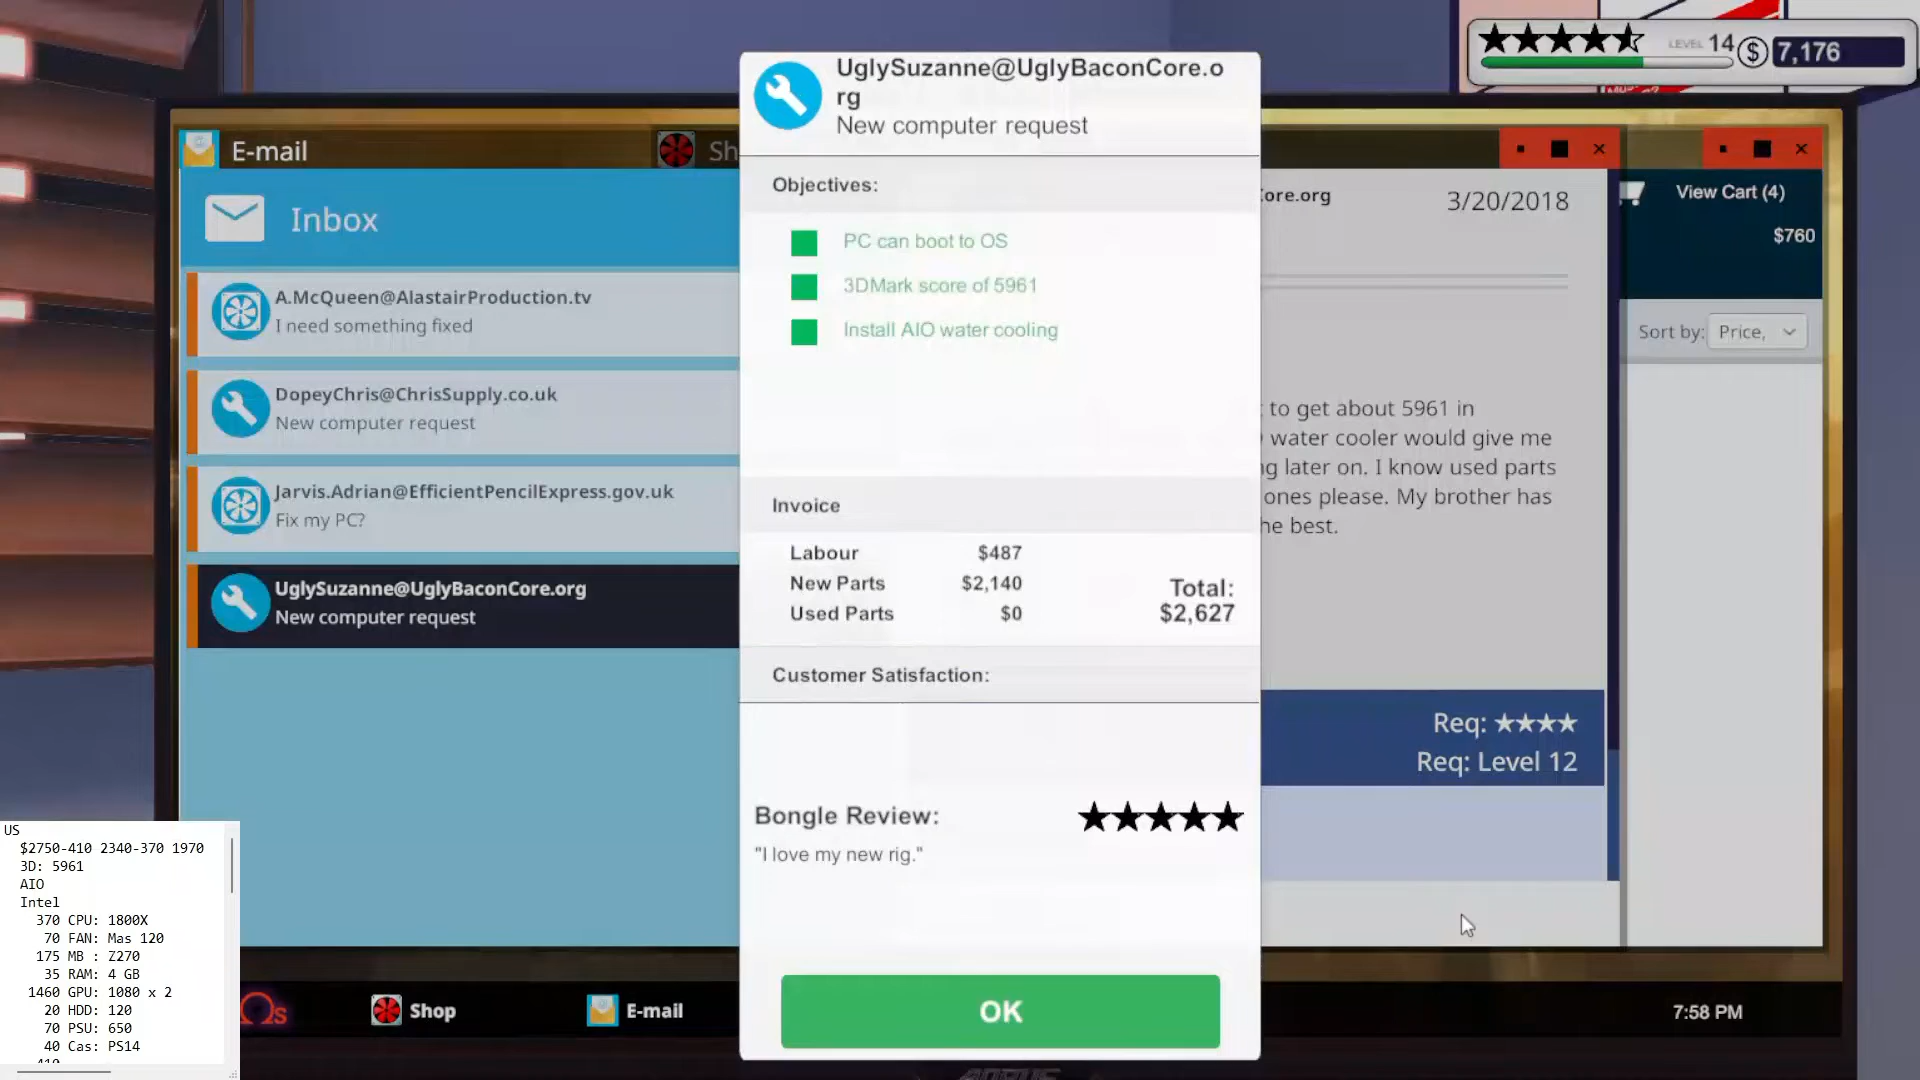 LEVEL 14
$ 7,176
UglySuzanne@UglyBaconCore.o
rg
New computer request
E-mail
Sh
Inbox
core.org
3/20/2018
View Cart (4)
$760
Objectives:
PC can boot to OS
3DMark score of 5961
Install AIO water cooling
A.McQueen@AlastairProduction.tv
I need something fixed
DopeyChris@ChrisSupply.co.uk
New computer request
Jarvis.Adrian@EfficientPencilExpress.gov.uk
Fix my PC?
UglySuzanne@UglyBaconCore.org
New computer request
Sort by: Price,
to get about 5961 in
water cooler would give me
g later on. I know used parts
ones please. My brother has
he best.
Invoice
Labour $487
New Parts $2,140
Used Parts $0
Total:
$2,627
Customer Satisfaction:
Req: ★★★★
Req: Level 12
Bongle Review: ★★★★★
"I love my new rig."
OK
US
$2750-410 2340-370 1970
3D: 5961
AIO
Intel
370 CPU: 1800X
70 FAN: Mas 120
175 MB : Z270
35 RAM: 4 GB
1460 GPU: 1080 x 2
20 HDD: 120
70 PSU: 650
40 Cas: PS14
Ωs
Shop
E-mail
7:58 PM